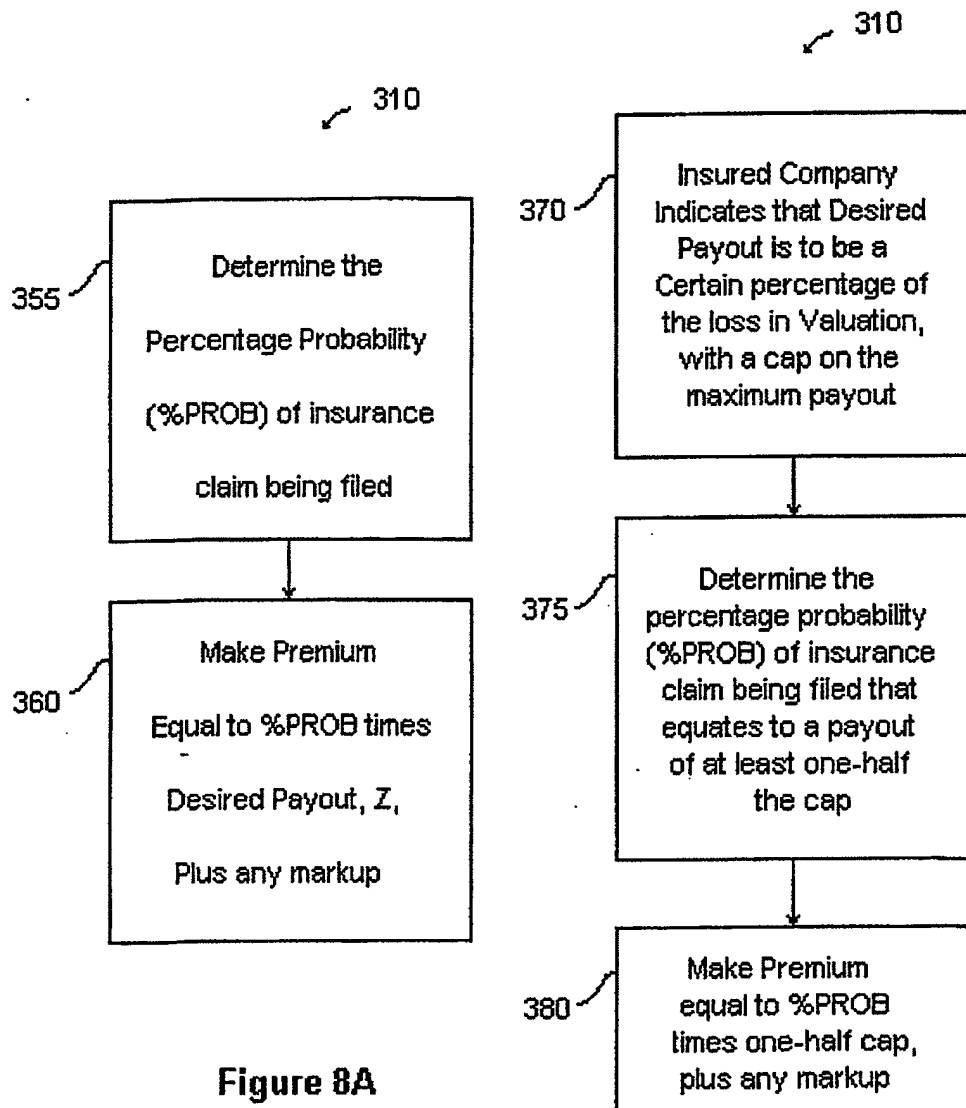 310
355
Determine the
Percentage Probability
(%PROB) of insurance
claim being filed
360
Make Premium
Equal to %PROB times
Desired Payout, Z,
Plus any markup
Figure 8A
310
370
Insured Company
Indicates that Desired
Payout is to be a
Certain percentage of
the loss in Valuation,
with a cap on the
maximum payout
375
Determine the
percentage probability
(%PROB) of insurance
claim being filed that
equates to a payout
of at least one-half
the cap
380
Make Premium
equal to %PROB
times one-half cap,
plus any markup